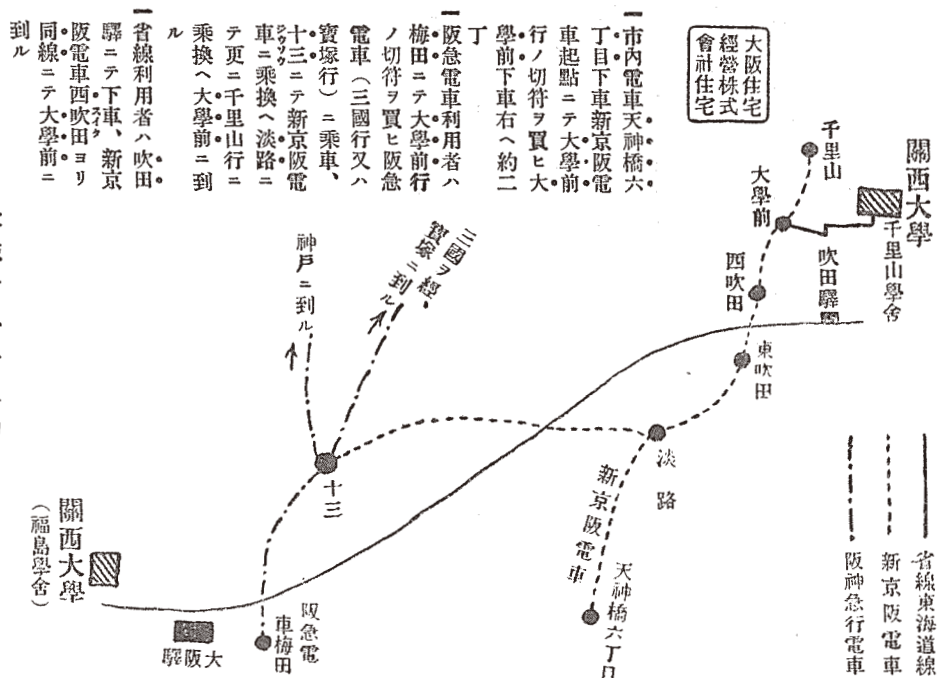 大阪住宅
經營株式
會社住宅
一市內電車天神橋六
丁目下車新京阪電
車起點ニテ大學前
行ノ切符ヲ買ヒ大
學前下車右ヘ約二
丁
一阪急電車利用者ハ
梅田ニテ大學前行
ノ切符ヲ買ヒ阪急
電車(三國行又ハ
寶塚行)ニ乘車、
十三ニテ新京阪電
車ニ乘換ヘ淡路ニ
テ更ニ千里山行ニ
乘換ヘ大學前ニ到
ル
一省線利用者ハ吹田
驛ニテ下車、新京
阪電車西吹田ヨリ
同線ニテ大學前ニ
到ル
關西大學
千里山學舍
千里山
大學前
吹田驛
西吹田
東吹田
淡路
新京阪電車
天神橋六丁目
三國ヲ經、
寶塚ニ到ル
神戸ニ到ル
十三
阪急電
車梅田
大阪驛
關西大學
(福島學舍)
省線東海道線
新京阪電車
阪神急行電車